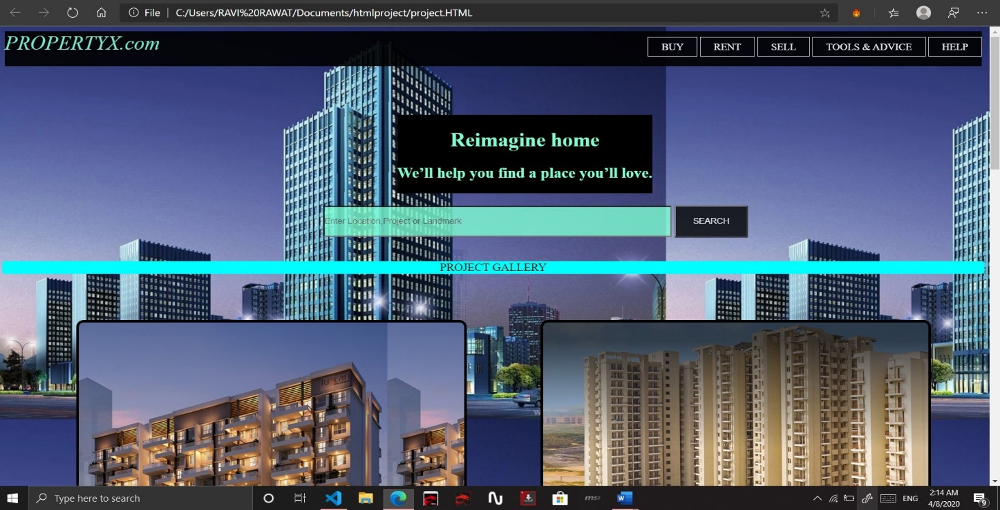 File
C:/Users/RAVI%20RAWAT/Documents/htmlproject/project.HTML
PROPERTYX.com
BUY
RENT
SELL
TOOLS & ADVICE
HELP
Reimagine home
We’ll help you find a place you’ll love.
Enter Location,Project or Landmark
SEARCH
PROJECT GALLERY
Type here to search
msi
ENG
2:14 AM
4/8/2020
9